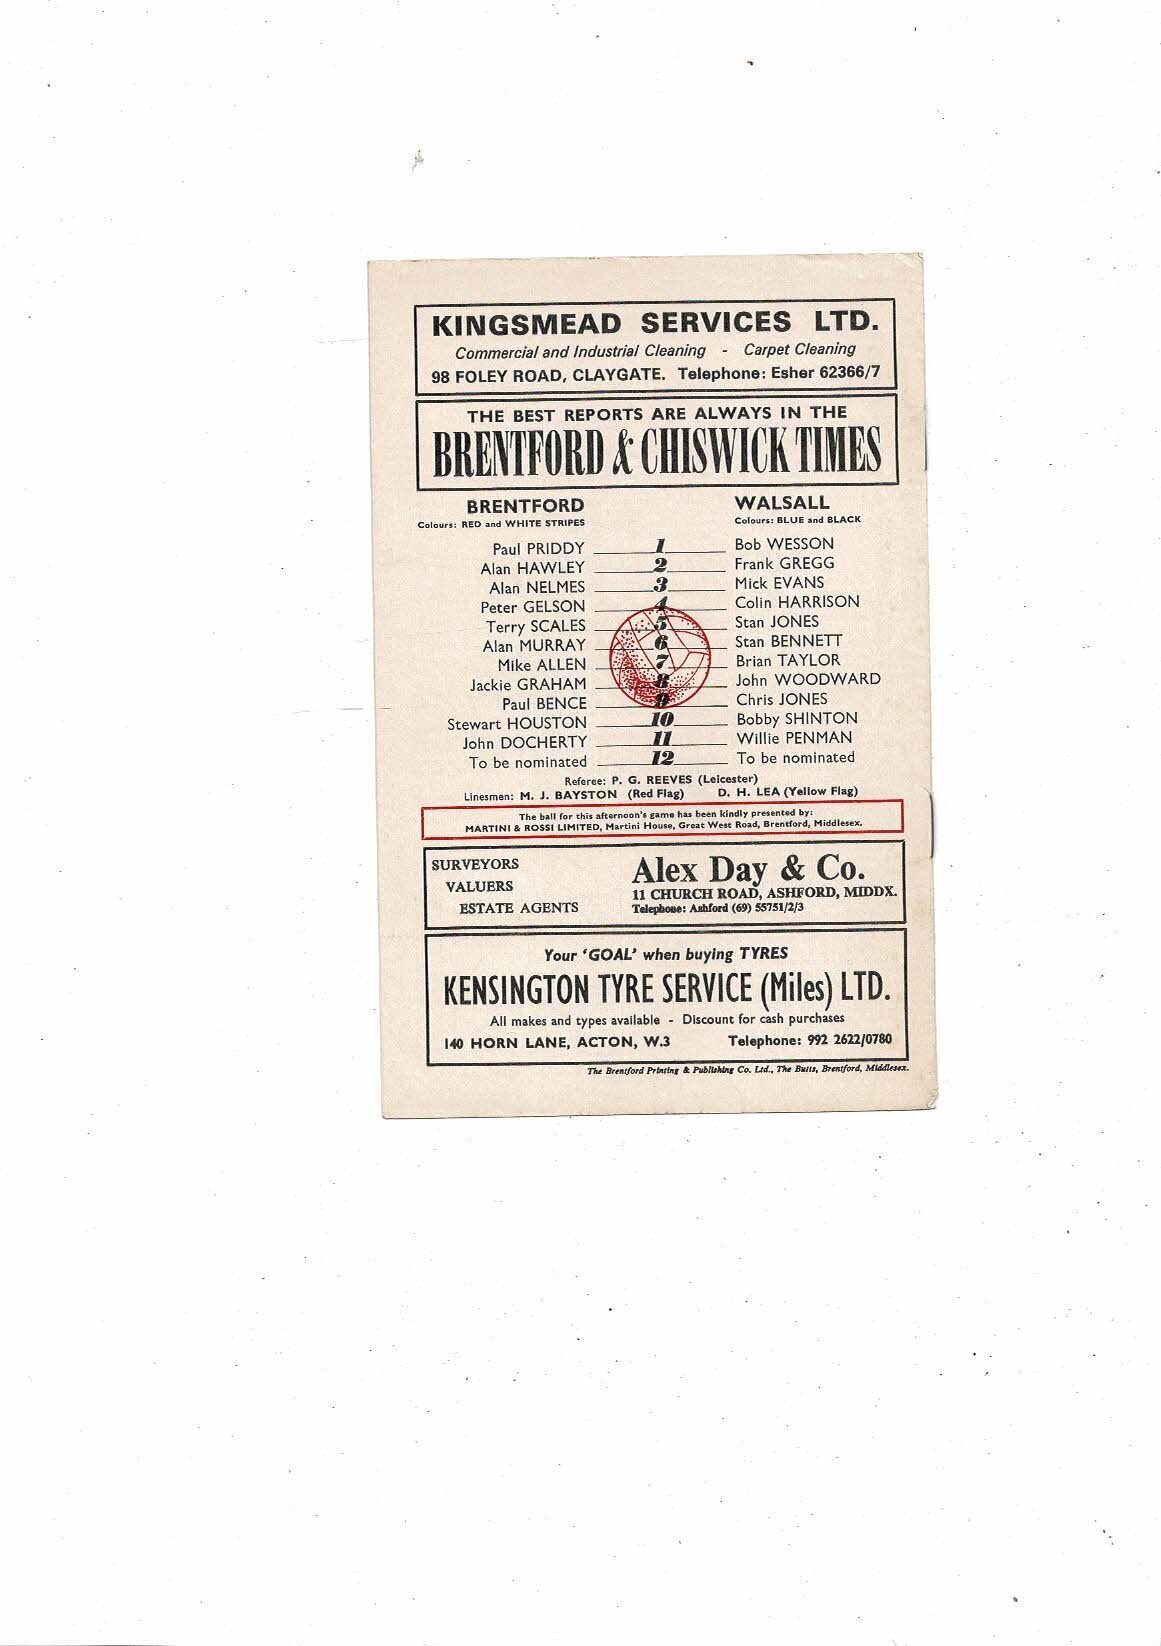 KINGSMEAD SERVICES LTD.
Commercial and Industrial Cleaning - Carpet Cleaning
98 FOLEY ROAD, CLAYGATE. Telephone: Esher 62366/7
THE BEST REPORTS ARE ALWAYS IN THE
BRENTFORD & CHISWICK TIMES
BRENTFORD WALSALL
Colours: RED and WHITE STRIPES Colours: BLUE and BLACK
Paul PRIDDY 1 Bob WESSON
Alan HAWLEY 2 Frank GREGG
Alan NELMES 3 Mick EVANS
Peter GELSON 4 Colin HARRISON
Terry SCALES 5 Stan JONES
Alan MURRAY 6 Stan BENNETT
Mike ALLEN 7 Brian TAYLOR
Jackie GRAHAM 8 John WOODWARD
Paul BENCE 9 Chris JONES
Stewart HOUSTON 10 Bobby SHINTON
John DOCHERTY 11 Willie PENMAN
To be nominated 12 To be nominated
Referee: P. G. REEVES (Leicester)
Linesmen: M. J. BAYSTON (Red Flag) D. H. LEA (Yellow Flag)
The ball for this afternoon's game has been kindly presented by:
MARTINI & ROSSI LIMITED, Martini House, Great West Road, Brentford, Middlesex.
SURVEYORS
VALUERS
ESTATE AGENTS
Alex Day & Co.
11 CHURCH ROAD, ASHFORD, MIDDX.
Telephone: Ashford (69) 55751/2/3
Your 'GOAL' when buying TYRES
KENSINGTON TYRE SERVICE (Miles) LTD.
All makes and types available - Discount for cash purchases
140 HORN LANE, ACTON, W.3 Telephone: 992 2622/0780
The Brentford Printing & Publishing Co. Ltd., The Butts, Brentford, Middlesex.